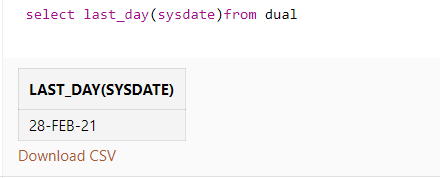 select last_day(sysdate)from dual
LAST_DAY(SYSDATE)
28-FEB-21
Download CSV